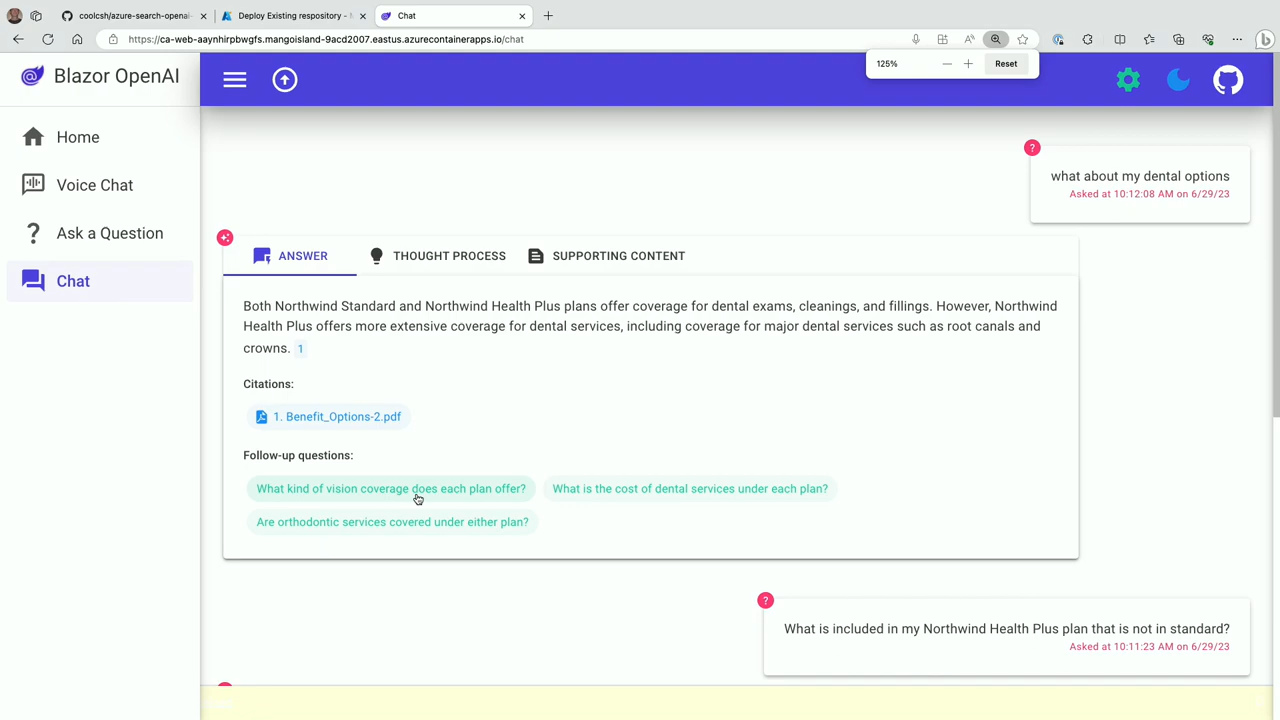 coolcsh/azure-search-openai-
Deploy Existing respository -
Chat
https://ca-web-aaynhirpbwgfs.mangoisland-9acd2007.eastus.azurecontainerapps.io/chat
125%
Reset
Blazor OpenAI
Home
Voice Chat
? Ask a Question
Chat
?
what about my dental options
Asked at 10:12:08 AM on 6/29/23
ANSWER
THOUGHT PROCESS
SUPPORTING CONTENT
Both Northwind Standard and Northwind Health Plus plans offer coverage for dental exams, cleanings, and fillings. However, Northwind
Health Plus offers more extensive coverage for dental services, including coverage for major dental services such as root canals and
crowns. 1
Citations:
1. Benefit_Options-2.pdf
Follow-up questions:
What kind of vision coverage does each plan offer?
What is the cost of dental services under each plan?
Are orthodontic services covered under either plan?
?
What is included in my Northwind Health Plus plan that is not in standard?
Asked at 10:11:23 AM on 6/29/23